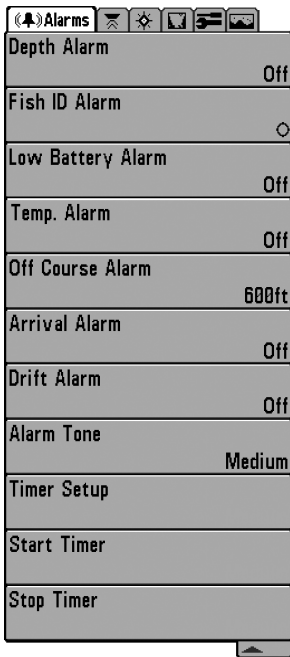 Alarms
Depth Alarm
Off
Fish ID Alarm
Low Battery Alarm
Off
Temp. Alarm
Off
Off Course Alarm
600ft
Arrival Alarm
Off
Drift Alarm
Off
Alarm Tone
Medium
Timer Setup
Start Timer
Stop Timer